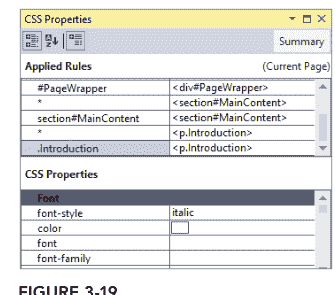 CSS Properties
Summary
Applied Rules (Current Page)
#PageWrapper <div#PageWrapper>
* <section#MainContent>
section#MainContent <section#MainContent>
* <p.Introduction>
.Introduction <p.Introduction>
CSS Properties
Font
font-style italic
color
font
font-family
FIGURE 3-19